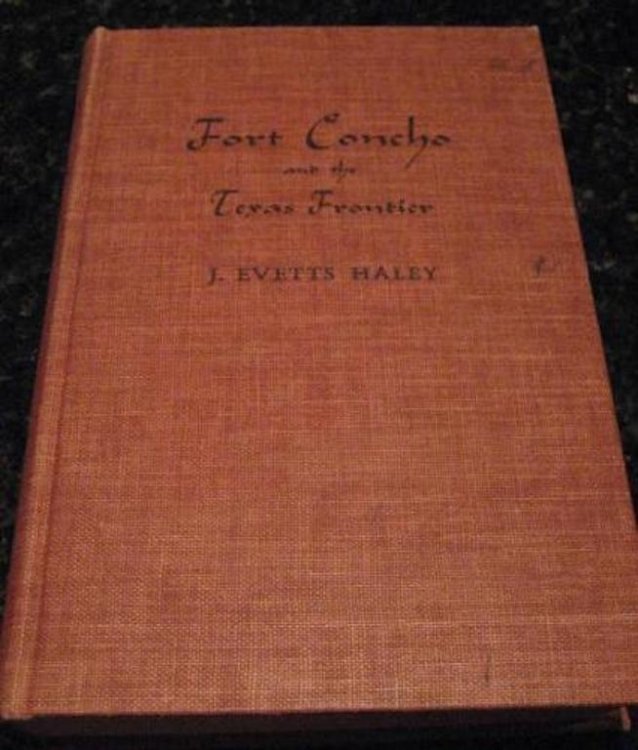 Fort Concho
and the
Texas Frontier
J. EVETTS HALEY